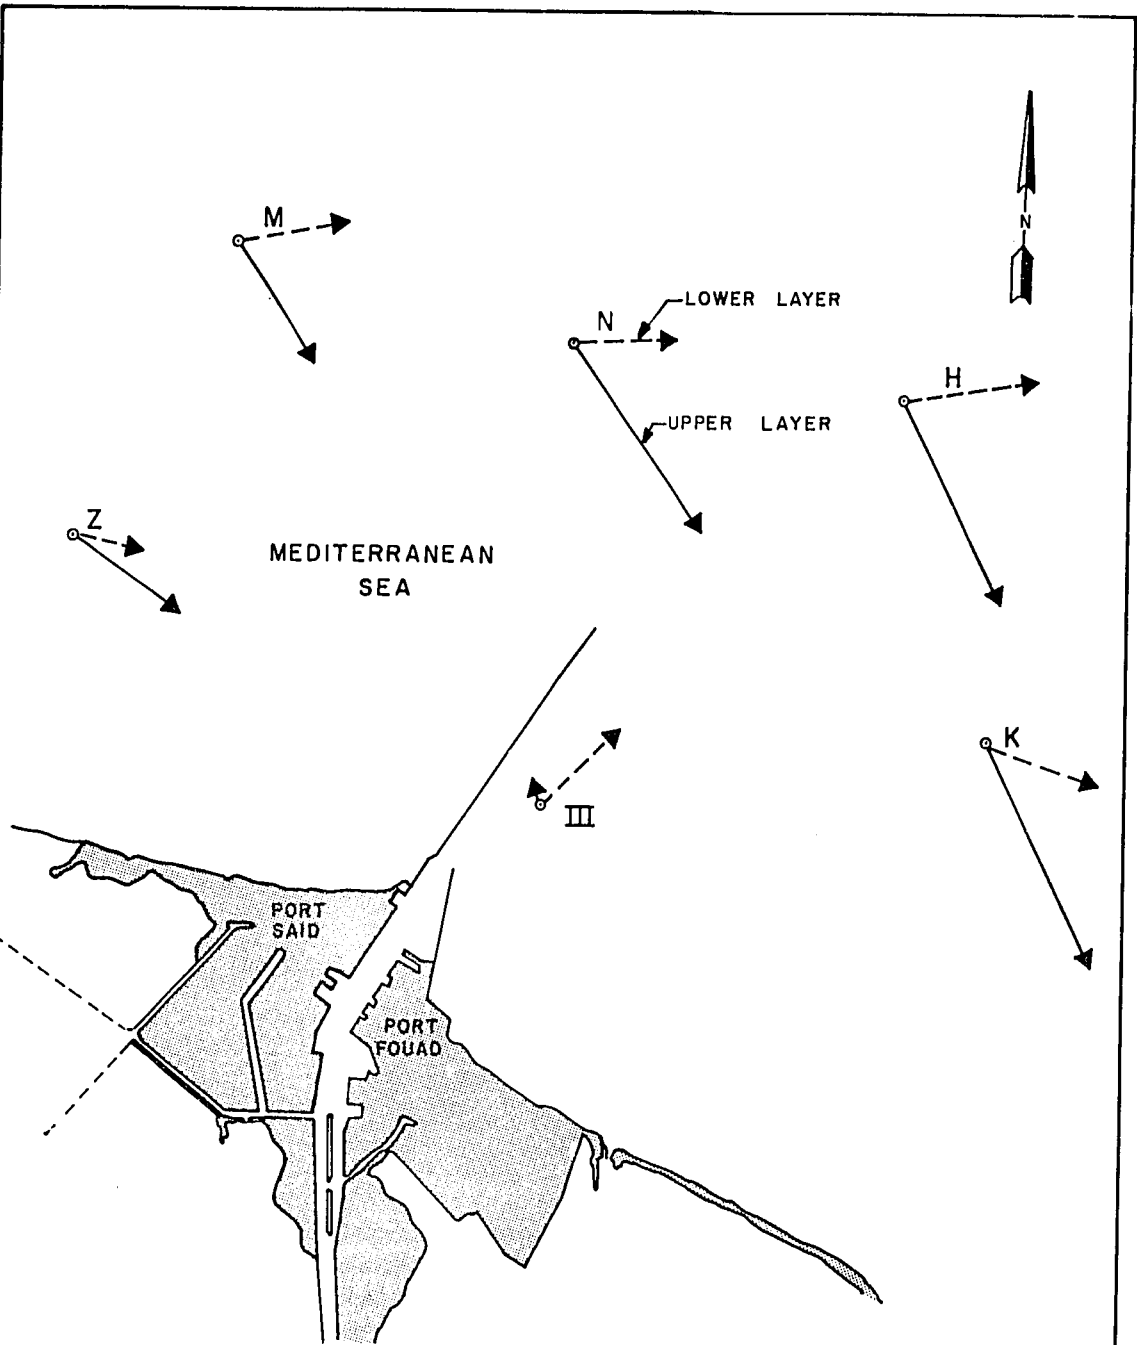 M
N
LOWER LAYER
N
H
UPPER LAYER
Z
MEDITERRANEAN
SEA
K
III
PORT
SAID
PORT
FOUAD